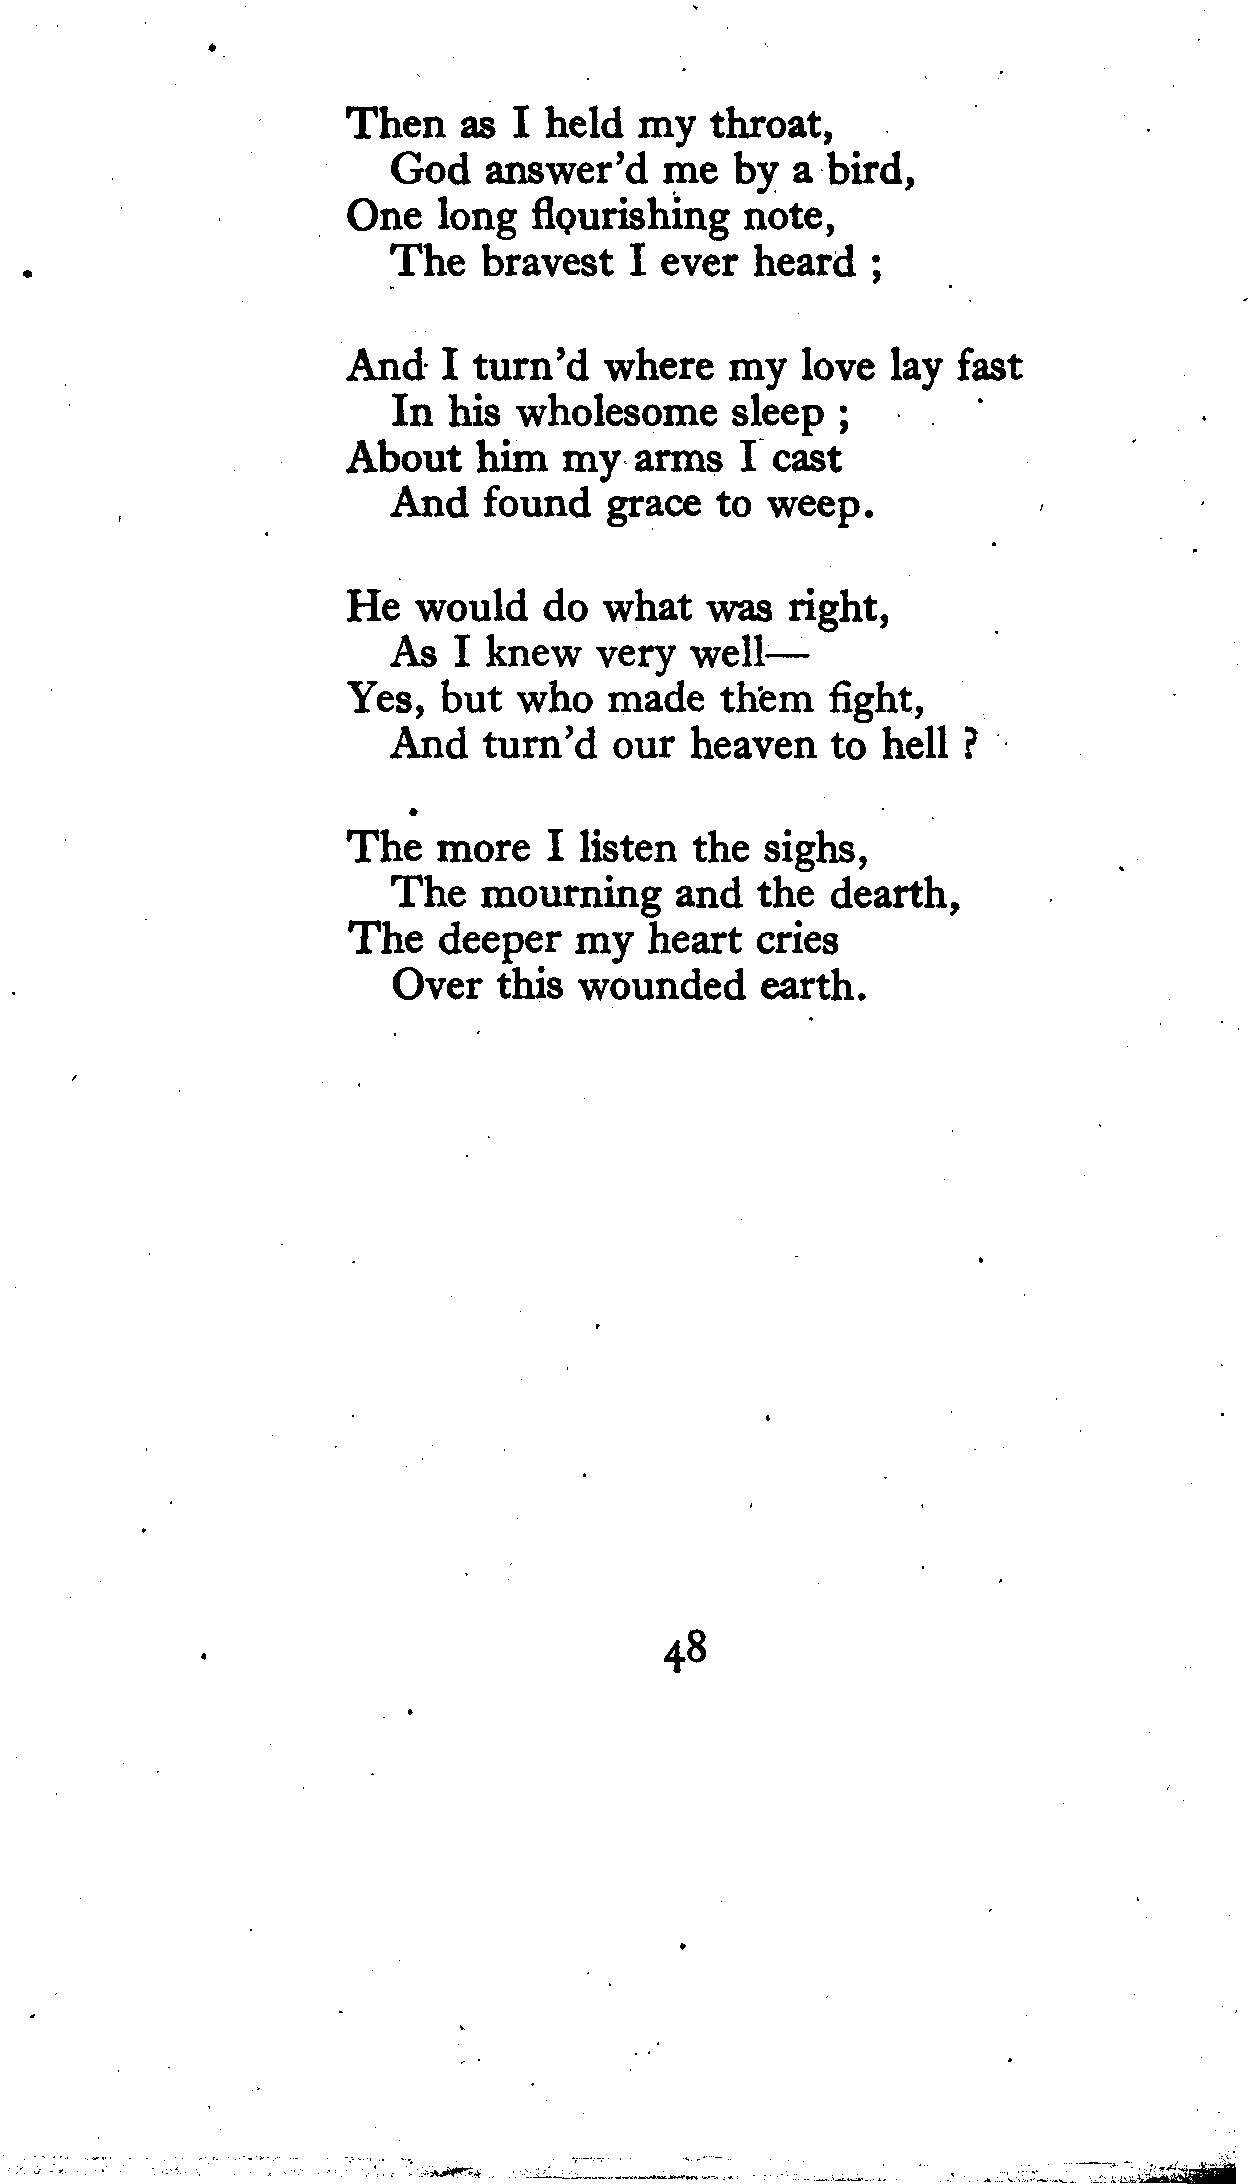 Then as I held my throat,
God answer'd me by a bird,
One long flourishing note,
The bravest I ever heard ;
And I turn'd where my love lay fast
In his wholesome sleep ;
About him my arms I cast
And found grace to weep.
He would do what was right,
As I knew very well—
Yes, but who made them fight,
And turn'd our heaven to hell ?
The more I listen the sighs,
The mourning and the dearth,
The deeper my heart cries
Over this wounded earth.
48